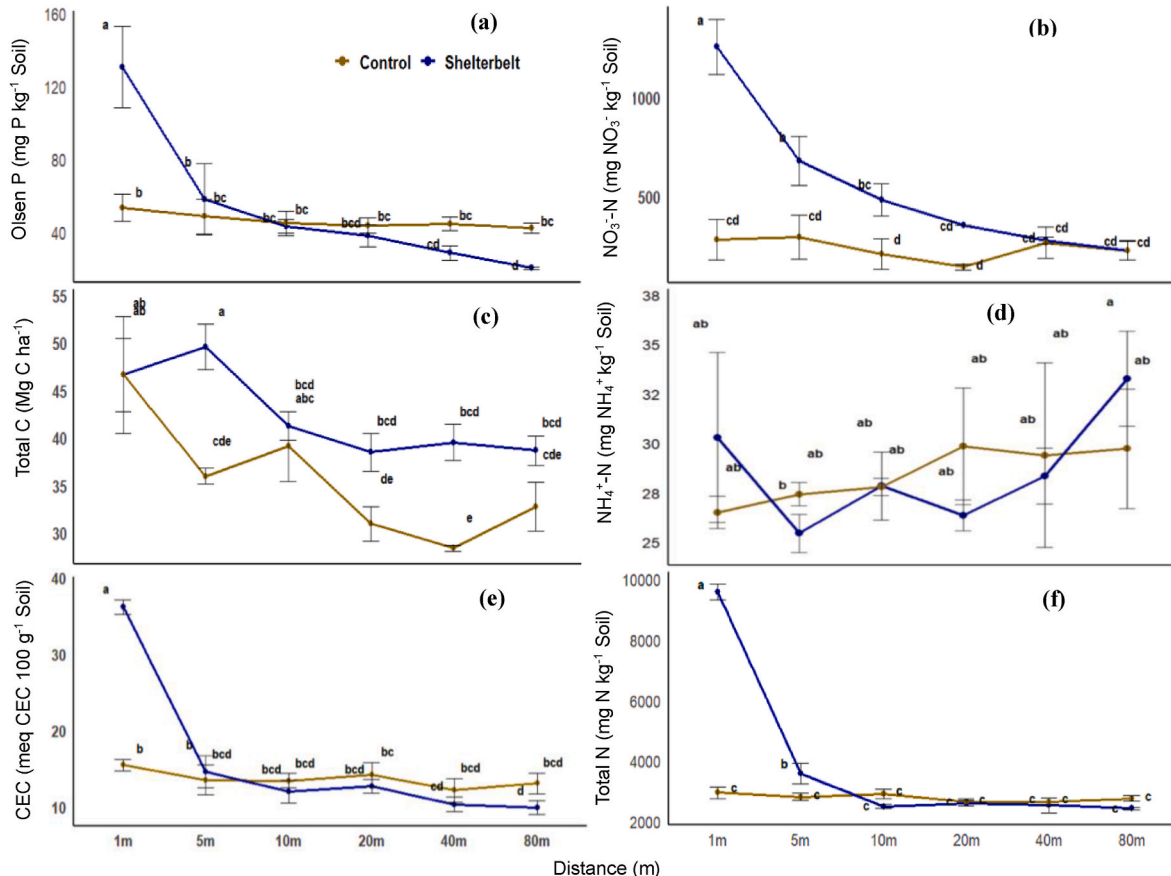 (a)
160
120
80
40
Olsen P (mg P kg⁻¹ Soil)
Control
Shelterbelt
a
b
b
bc
bc
bc
bcd
bc
cd
bc
d
bc
(b)
1000
500
NO₃⁻-N (mg NO₃⁻ kg⁻¹ Soil)
a
b
bc
cd
cd
cd
cd
cd
d
d
cd
cd
(c)
55
50
45
40
35
30
Total C (Mg C ha⁻¹)
ab
ab
a
bcd
abc
bcd
bcd
bcd
cde
cde
de
e
(d)
38
35
32
30
28
25
NH₄⁺-N (mg NH₄⁺ kg⁻¹ Soil)
ab
ab
ab
b
ab
ab
ab
ab
ab
ab
a
ab
(e)
40
30
20
10
CEC (meq CEC 100 g⁻¹ Soil)
a
b
b
bcd
bcd
bcd
bcd
bc
cd
bcd
d
bcd
(f)
10000
8000
6000
4000
2000
Total N (mg N kg⁻¹ Soil)
a
b
c
c
c
c
c
c
c
c
c
c
1m 5m 10m 20m 40m 80m
1m 5m 10m 20m 40m 80m
Distance (m)